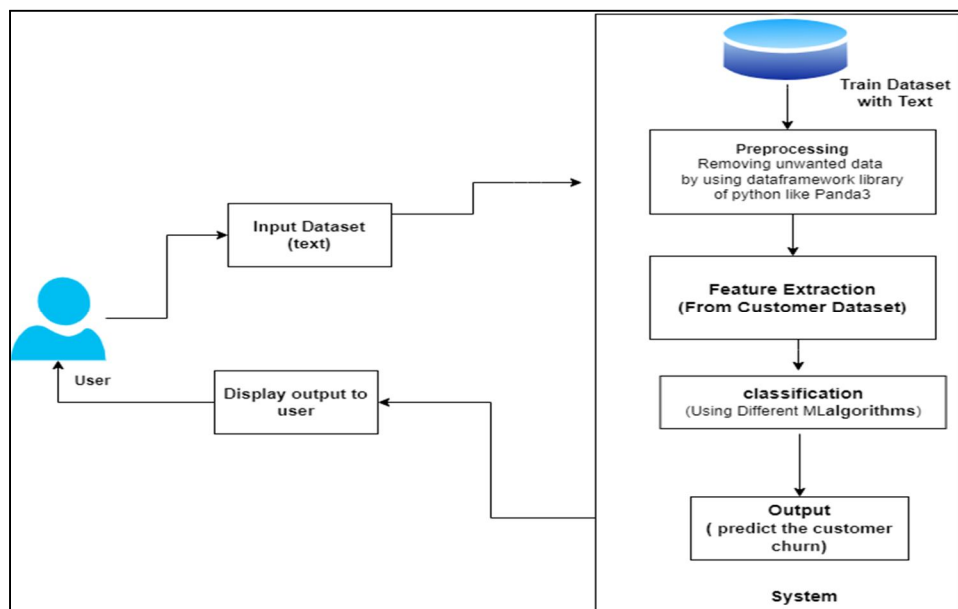 Train Dataset
with Text
Preprocessing
Removing unwanted data
by using dataframework library
of python like Panda3
Input Dataset
(text)
Feature Extraction
(From Customer Dataset)
User
Display output to
user
classification
(Using Different MLalgorithms)
Output
( predict the customer
churn)
System